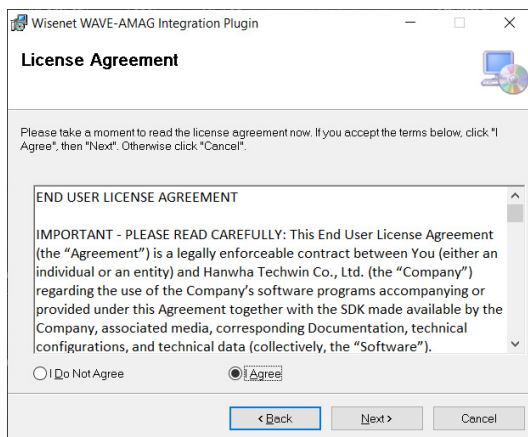 Wisenet WAVE-AMAG Integration Plugin
License Agreement
Please take a moment to read the license agreement now. If you accept the terms below, click "I
Agree", then "Next". Otherwise click "Cancel".
END USER LICENSE AGREEMENT
IMPORTANT - PLEASE READ CAREFULLY: This End User License Agreement
(the “Agreement”) is a legally enforceable contract between You (either an
individual or an entity) and Hanwha Techwin Co., Ltd. (the “Company”)
regarding the use of the Company’s software programs accompanying or
provided under this Agreement together with the SDK made available by the
Company, associated media, corresponding Documentation, technical
configurations, and technical data (collectively, the “Software”).
I Do Not Agree
I Agree
< Back
Next >
Cancel